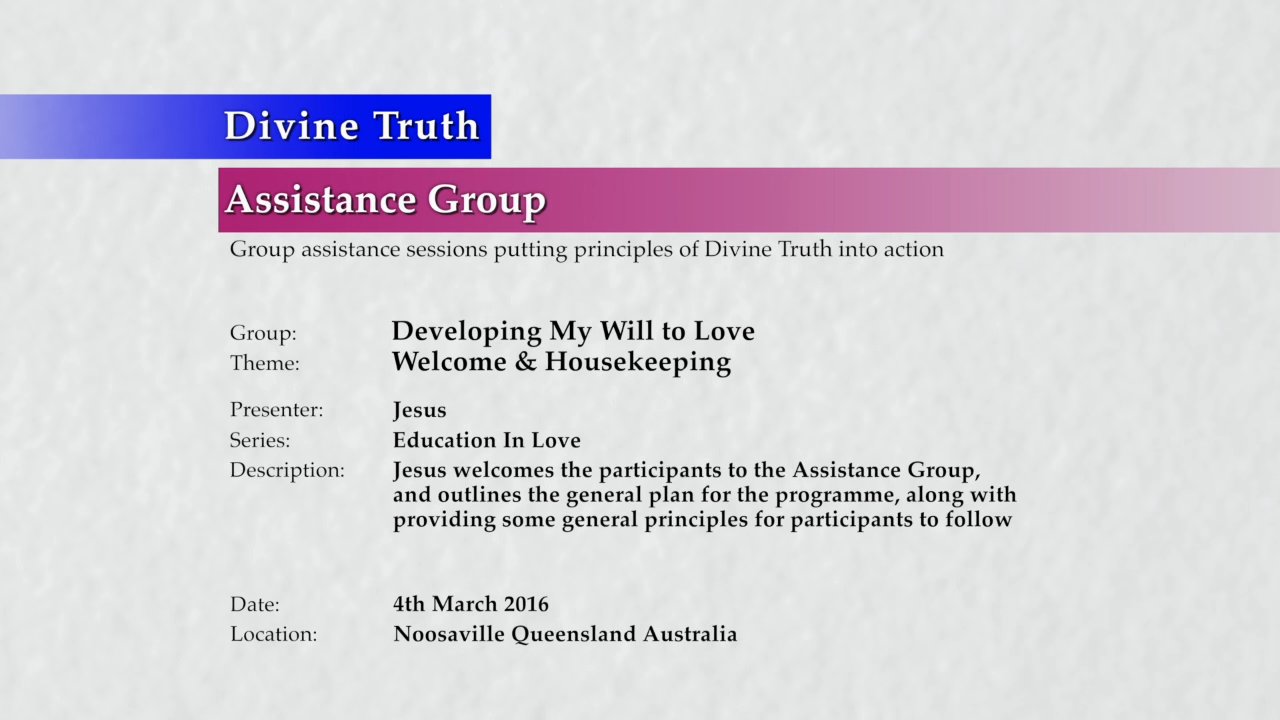 Divine Truth
Assistance Group
Group assistance sessions putting principles of Divine Truth into action
Group: Developing My Will to Love
Theme: Welcome & Housekeeping
Presenter: Jesus
Series: Education In Love
Description: Jesus welcomes the participants to the Assistance Group,
and outlines the general plan for the programme, along with
providing some general principles for participants to follow
Date: 4th March 2016
Location: Noosaville Queensland Australia